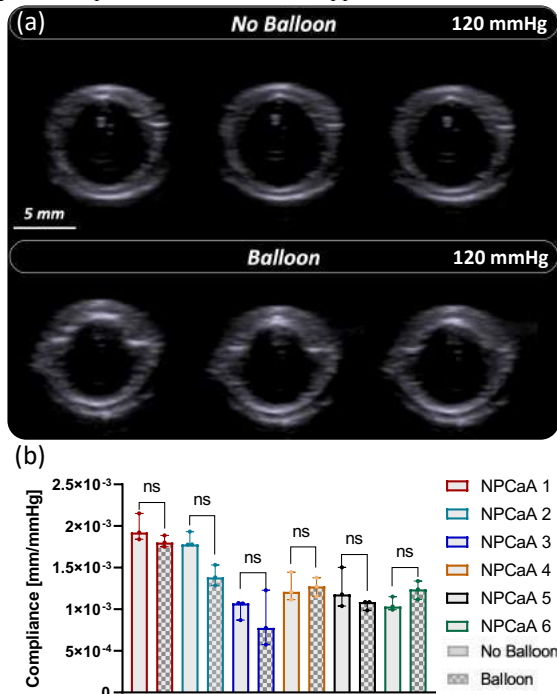 (a)
No Balloon 120 mmHg
5 mm
Balloon 120 mmHg
(b)
Compliance [mm/mmHg]
2.5×10⁻³
2×10⁻³
1.5×10⁻³
1×10⁻³
5×10⁻⁴
0
ns ns ns ns ns ns
NPCaA 1
NPCaA 2
NPCaA 3
NPCaA 4
NPCaA 5
NPCaA 6
No Balloon
Balloon